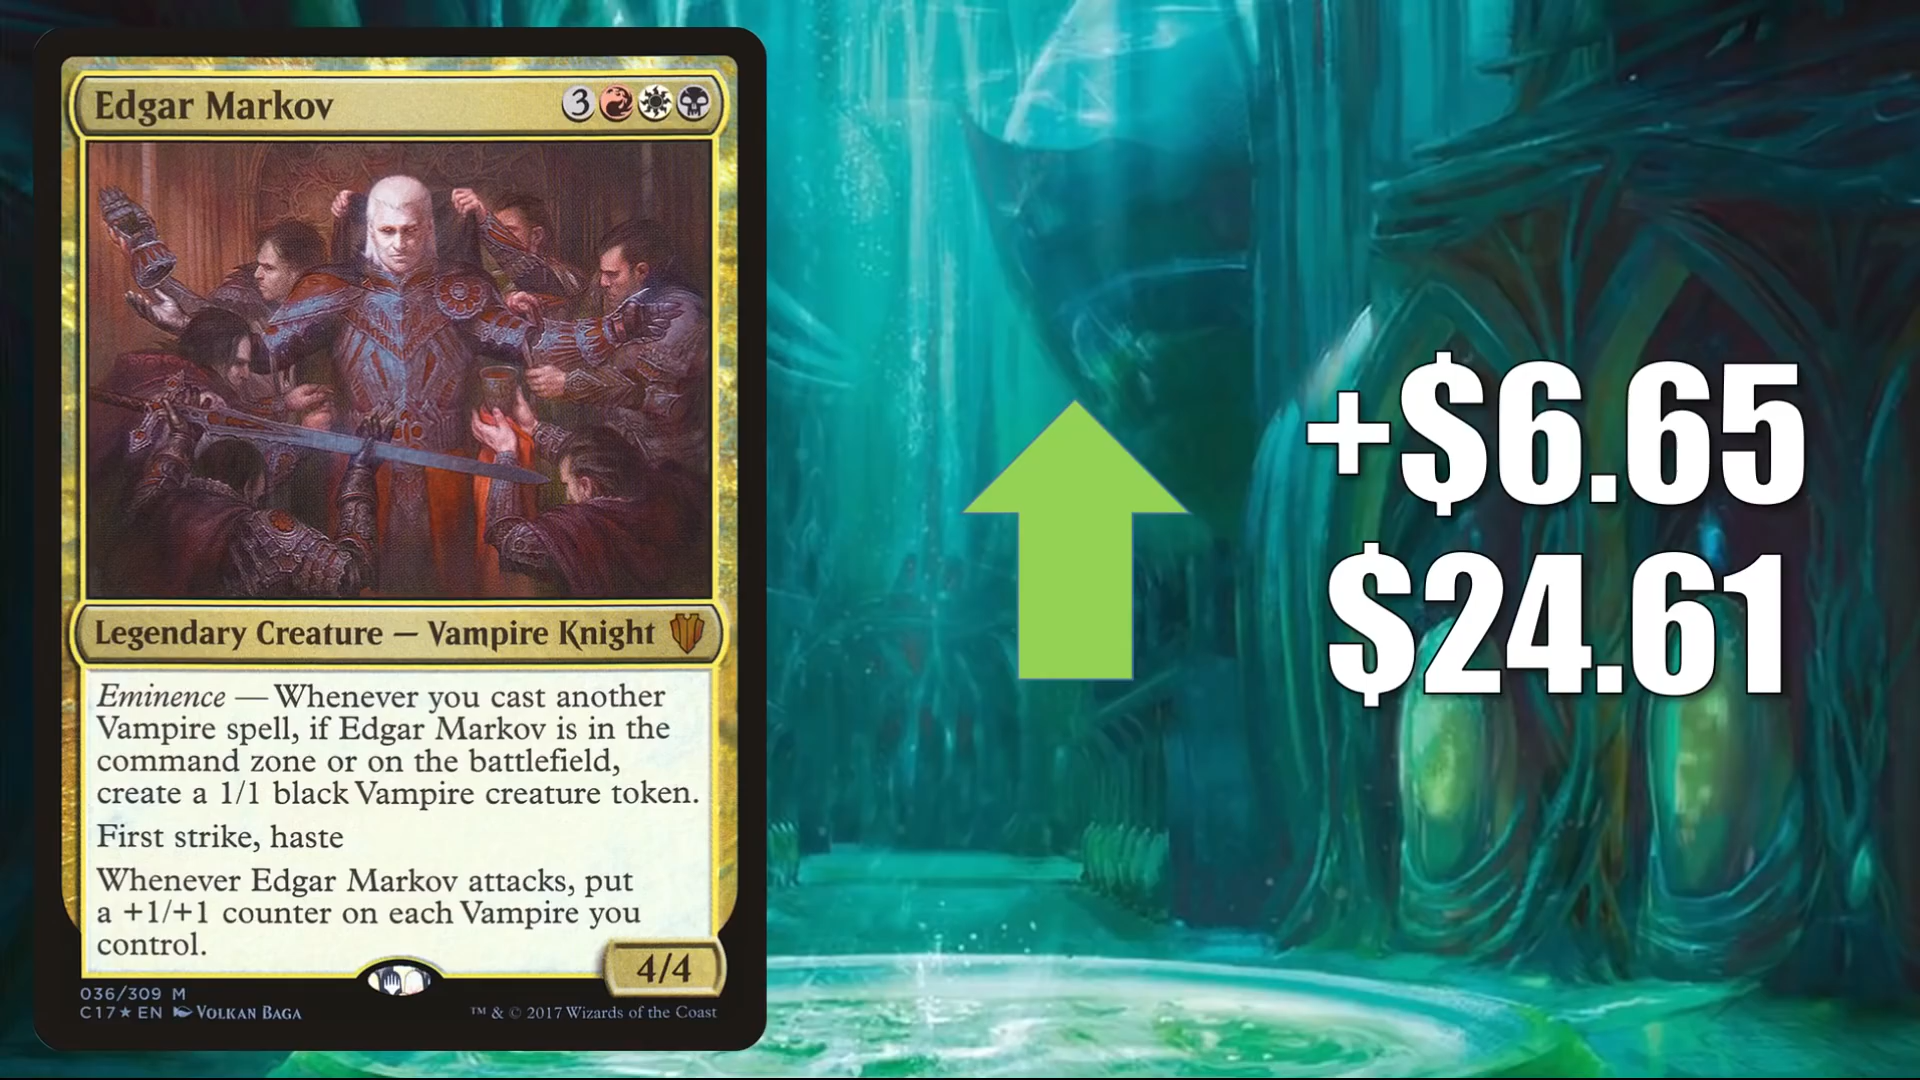 Edgar Markov
3
Legendary Creature — Vampire Knight
Eminence — Whenever you cast another
Vampire spell, if Edgar Markov is in the
command zone or on the battlefield,
create a 1/1 black Vampire creature token.
First strike, haste
Whenever Edgar Markov attacks, put
a +1/+1 counter on each Vampire you
control.
4/4
036/309 M
C17★EN VOLKAN BAGA
™ & © 2017 Wizards of the Coast
+$6.65
$24.61